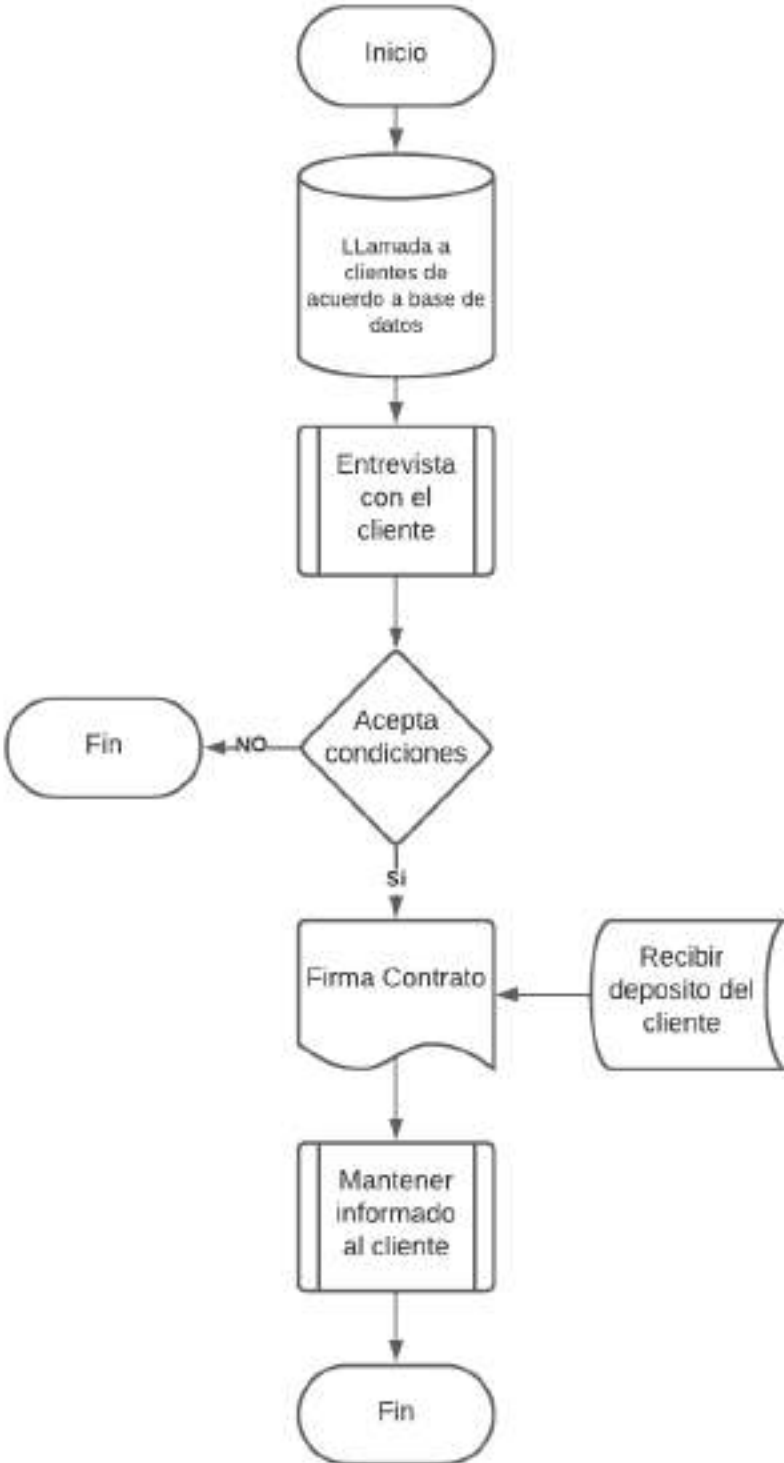 Inicio
LLamada a
clientes de
acuerdo a base de
datos
Entrevista
con el
cliente
Acepta
condiciones
NO
Fin
Si
Firma Contrato
Recibir
deposito del
cliente
Mantener
informado
al cliente
Fin